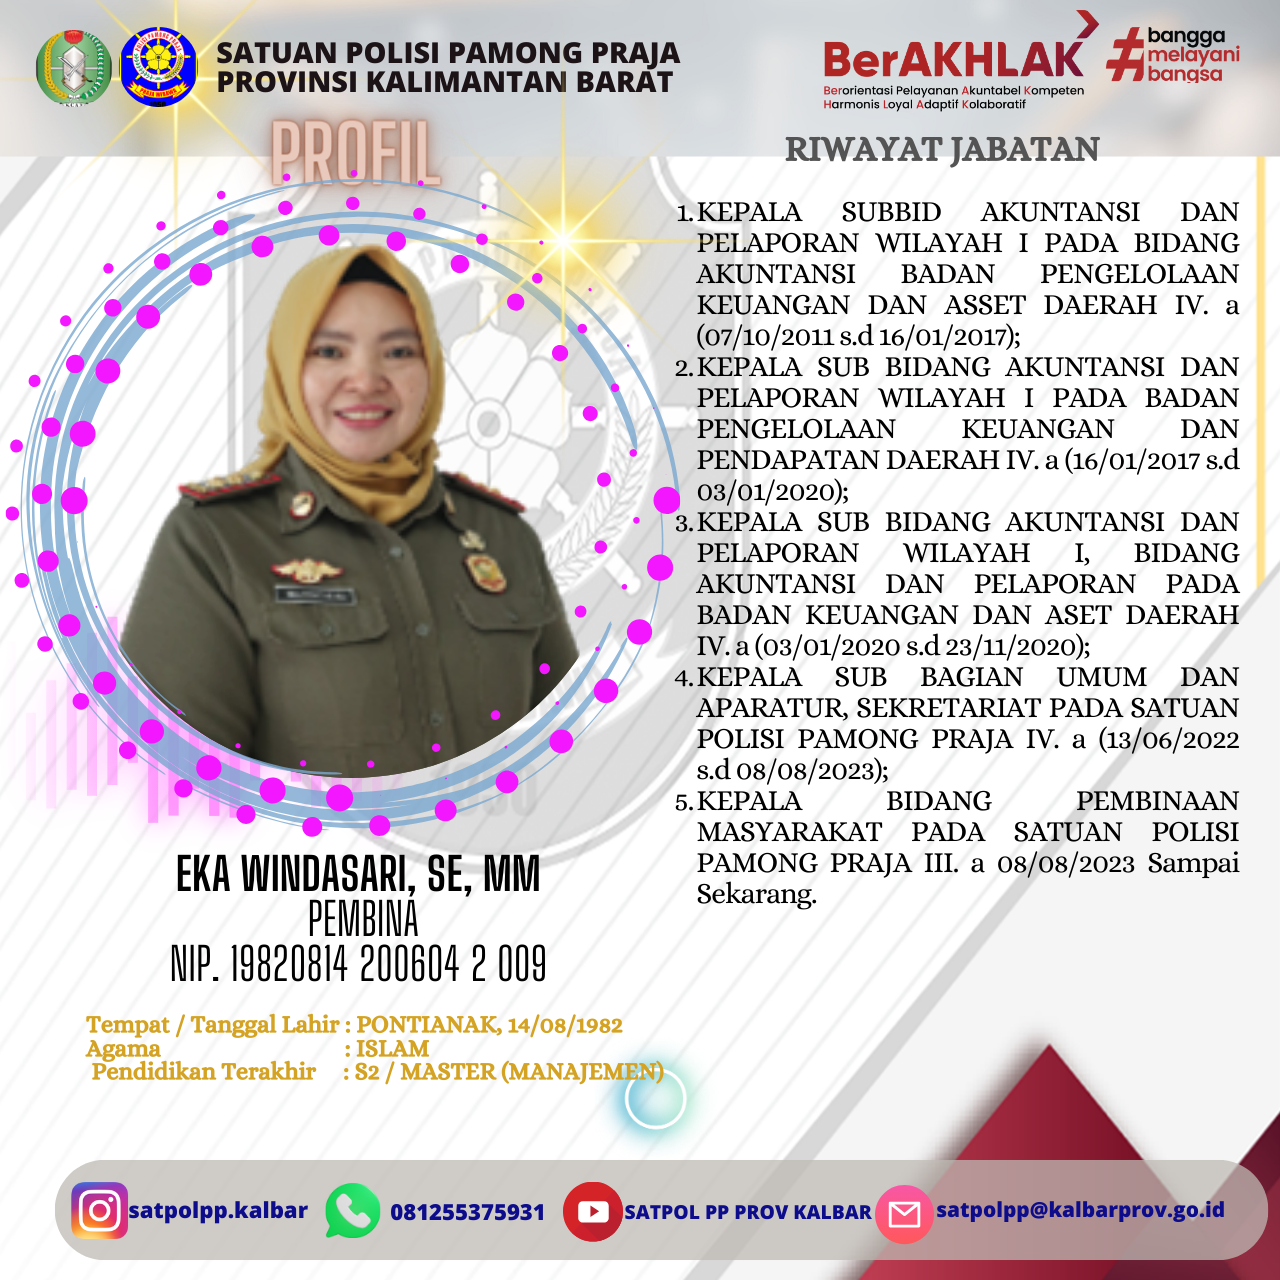 SATUAN POLISI PAMONG PRAJA
PROVINSI KALIMANTAN BARAT
BerAKHLAK
Berorientasi Pelayanan Akuntabel Kompeten
Harmonis Loyal Adaptif Kolaboratif
#bangga
melayani
bangsa
PROFIL
RIWAYAT JABATAN
1. KEPALA SUBBID AKUNTANSI DAN
PELAPORAN WILAYAH I PADA BIDANG
AKUNTANSI BADAN PENGELOLAAN
KEUANGAN DAN ASSET DAERAH IV. a
(07/10/2011 s.d 16/01/2017);
2. KEPALA SUB BIDANG AKUNTANSI DAN
PELAPORAN WILAYAH I PADA BADAN
PENGELOLAAN KEUANGAN DAN
PENDAPATAN DAERAH IV. a (16/01/2017 s.d
03/01/2020);
3. KEPALA SUB BIDANG AKUNTANSI DAN
PELAPORAN WILAYAH I, BIDANG
AKUNTANSI DAN PELAPORAN PADA
BADAN KEUANGAN DAN ASET DAERAH
IV. a (03/01/2020 s.d 23/11/2020);
4. KEPALA SUB BAGIAN UMUM DAN
APARATUR, SEKRETARIAT PADA SATUAN
POLISI PAMONG PRAJA IV. a (13/06/2022
s.d 08/08/2023);
5. KEPALA BIDANG PEMBINAAN
MASYARAKAT PADA SATUAN POLISI
PAMONG PRAJA III. a 08/08/2023 Sampai
Sekarang.
EKA WINDASARI, SE, MM
PEMBINA
NIP. 19820814 200604 2 009
Tempat / Tanggal Lahir : PONTIANAK, 14/08/1982
Agama : ISLAM
Pendidikan Terakhir : S2 / MASTER (MANAJEMEN)
satpolpp.kalbar
081255375931
SATPOL PP PROV KALBAR
satpolpp@kalbarprov.go.id